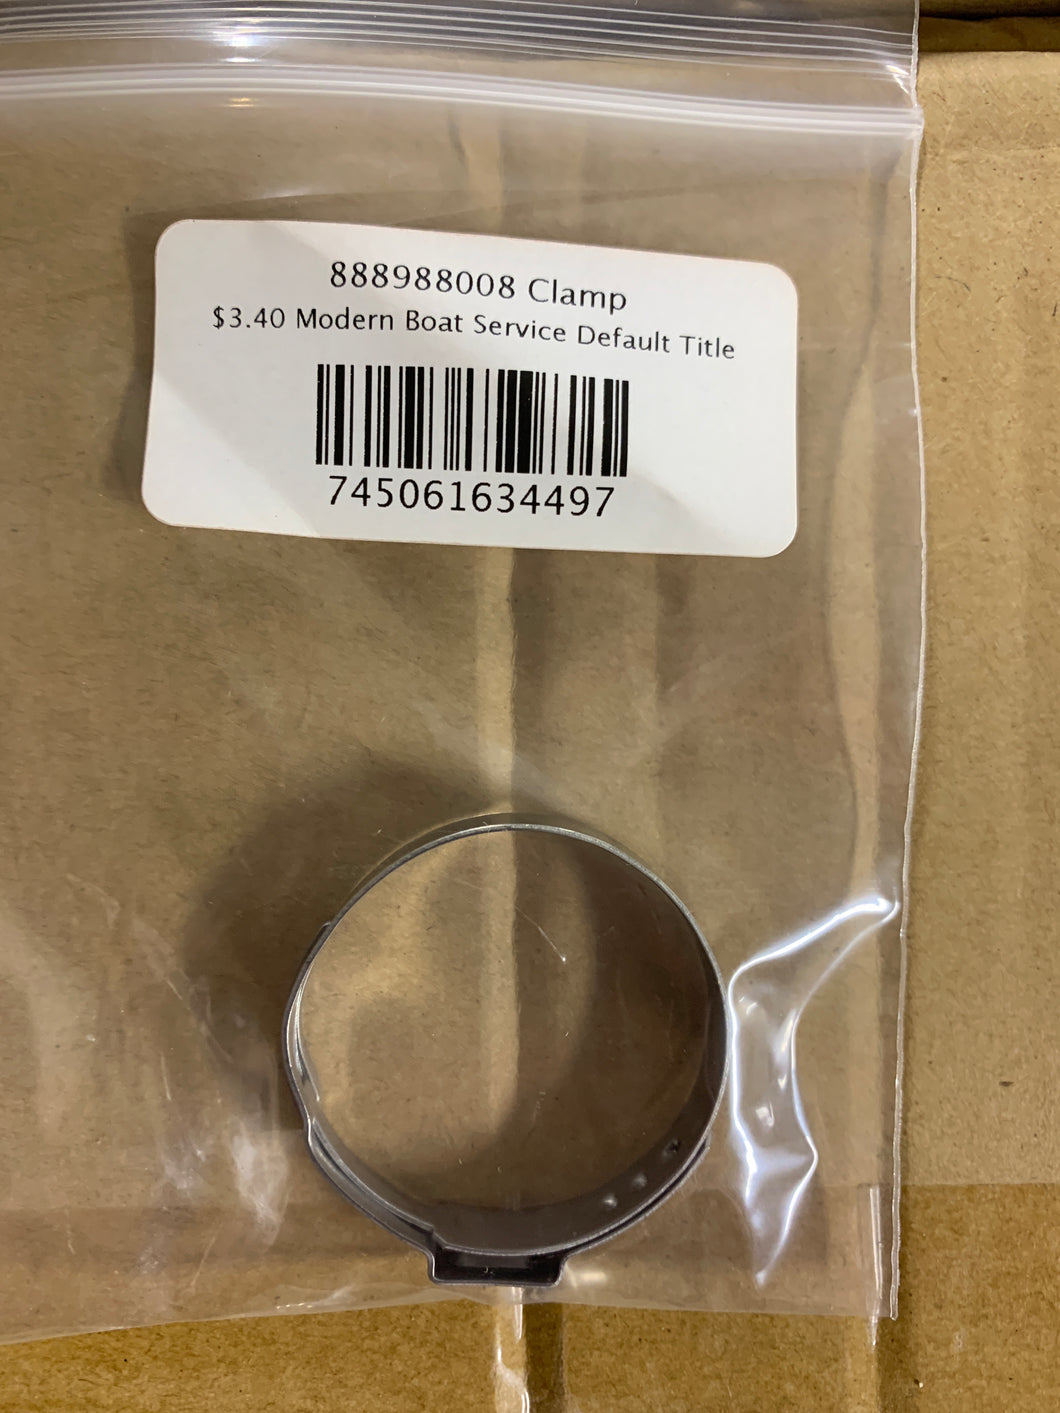 888988008 Clamp
$3.40 Modern Boat Service Default Title
745061634497